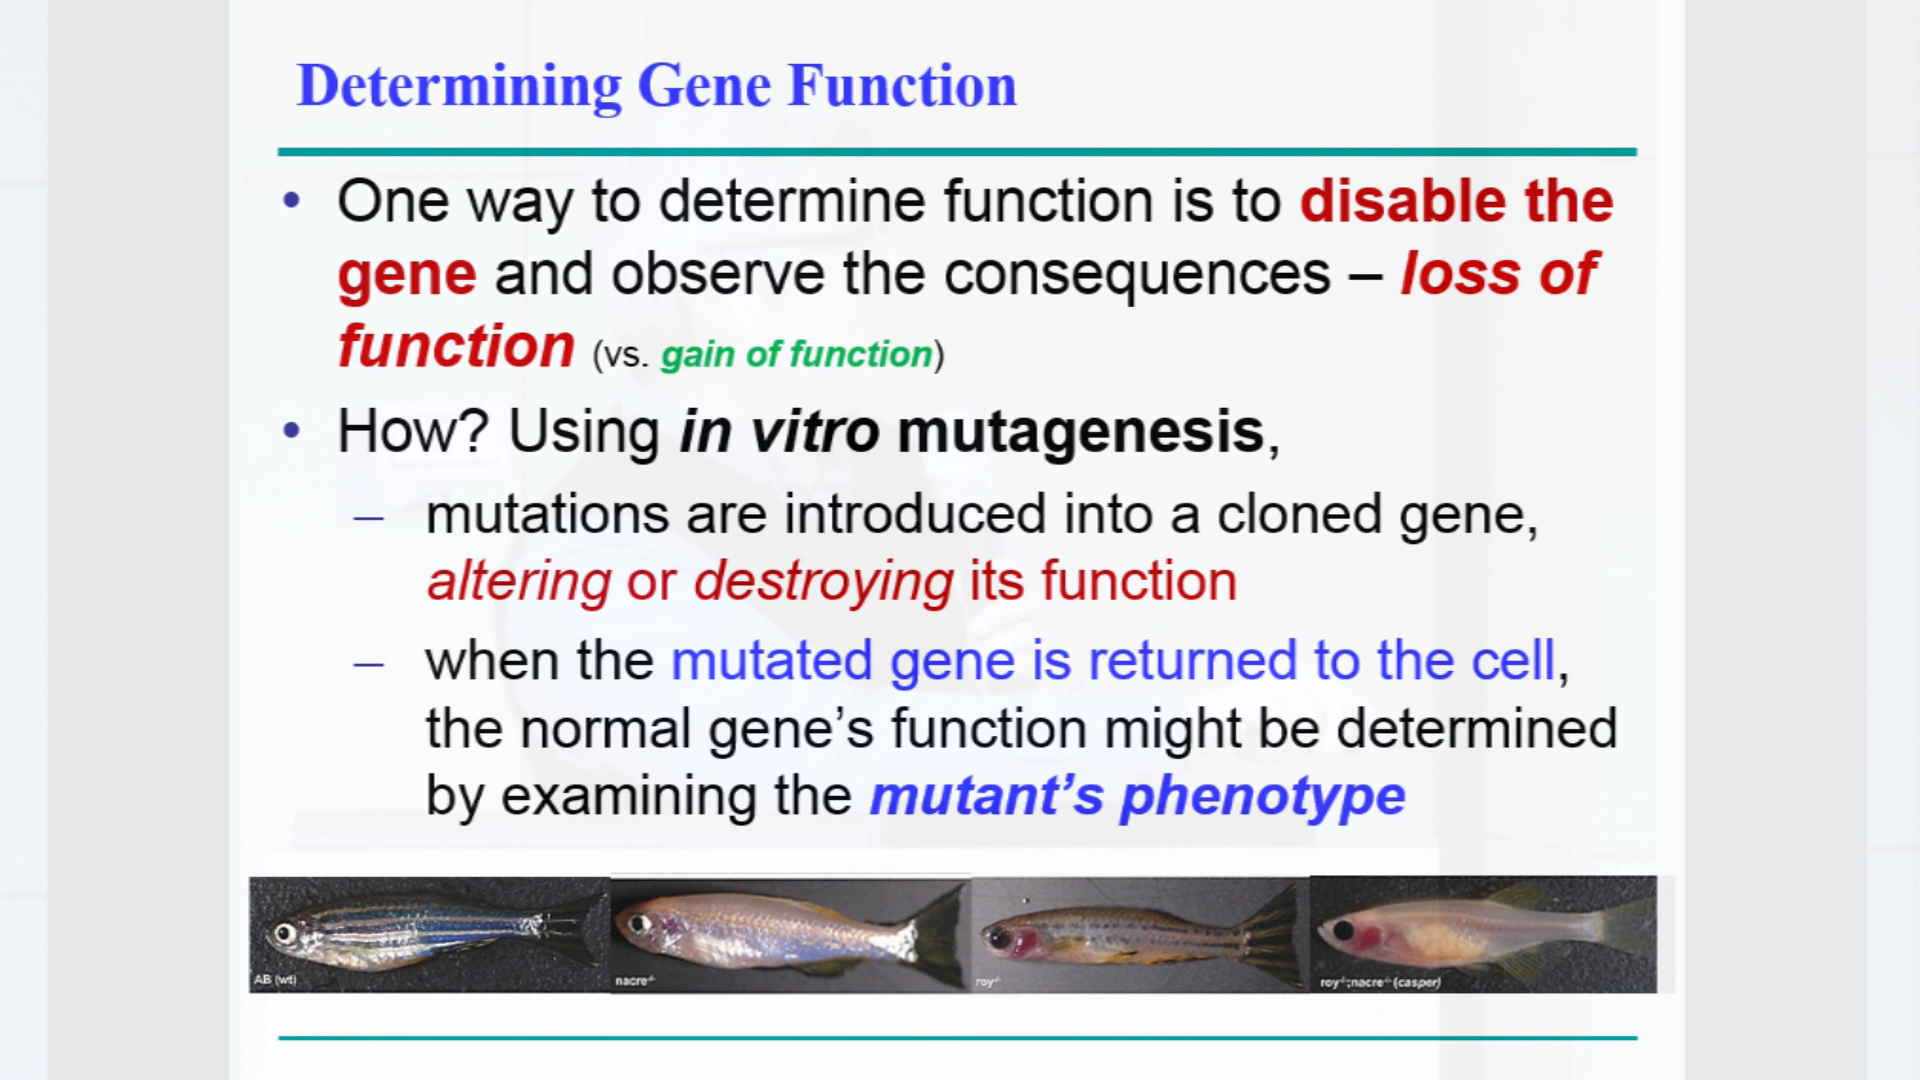 Determining Gene Function
• One way to determine function is to disable the
gene and observe the consequences – loss of
function (vs. gain of function)
• How? Using in vitro mutagenesis,
– mutations are introduced into a cloned gene,
altering or destroying its function
– when the mutated gene is returned to the cell,
the normal gene’s function might be determined
by examining the mutant’s phenotype
AB (wt)
nacre-/-
roy-/-
roy-/-;nacre-/- (casper)